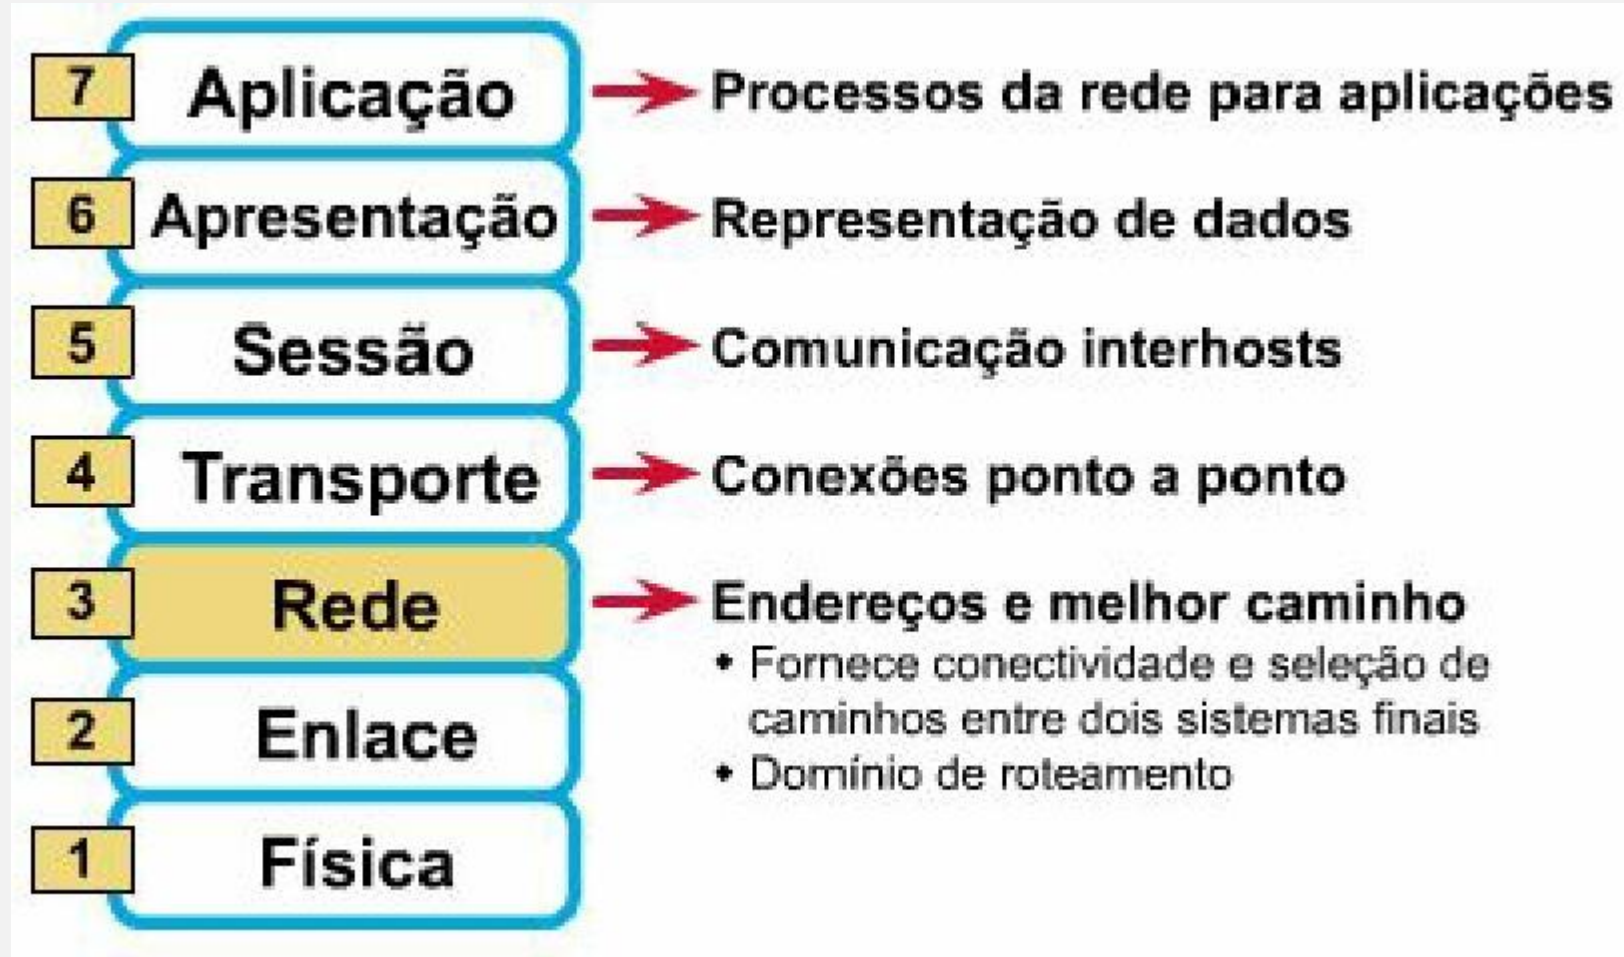 7 Aplicação Processos da rede para aplicações
6 Apresentação Representação de dados
5 Sessão Comunicação interhosts
4 Transporte Conexões ponto a ponto
3 Rede Endereços e melhor caminho
• Fornece conectividade e seleção de
caminhos entre dois sistemas finais
• Domínio de roteamento
2 Enlace
1 Física